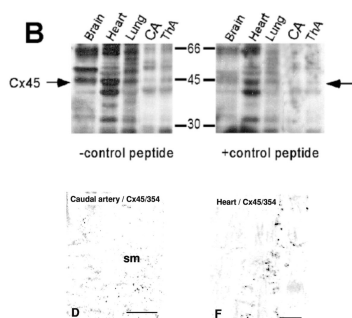 B
Brain Heart Lung CA ThA
Brain Heart Lung CA ThA
66
Cx45
45
30
-control peptide
+control peptide
Caudal artery / Cx45/354
Heart / Cx45/354
sm
D
F